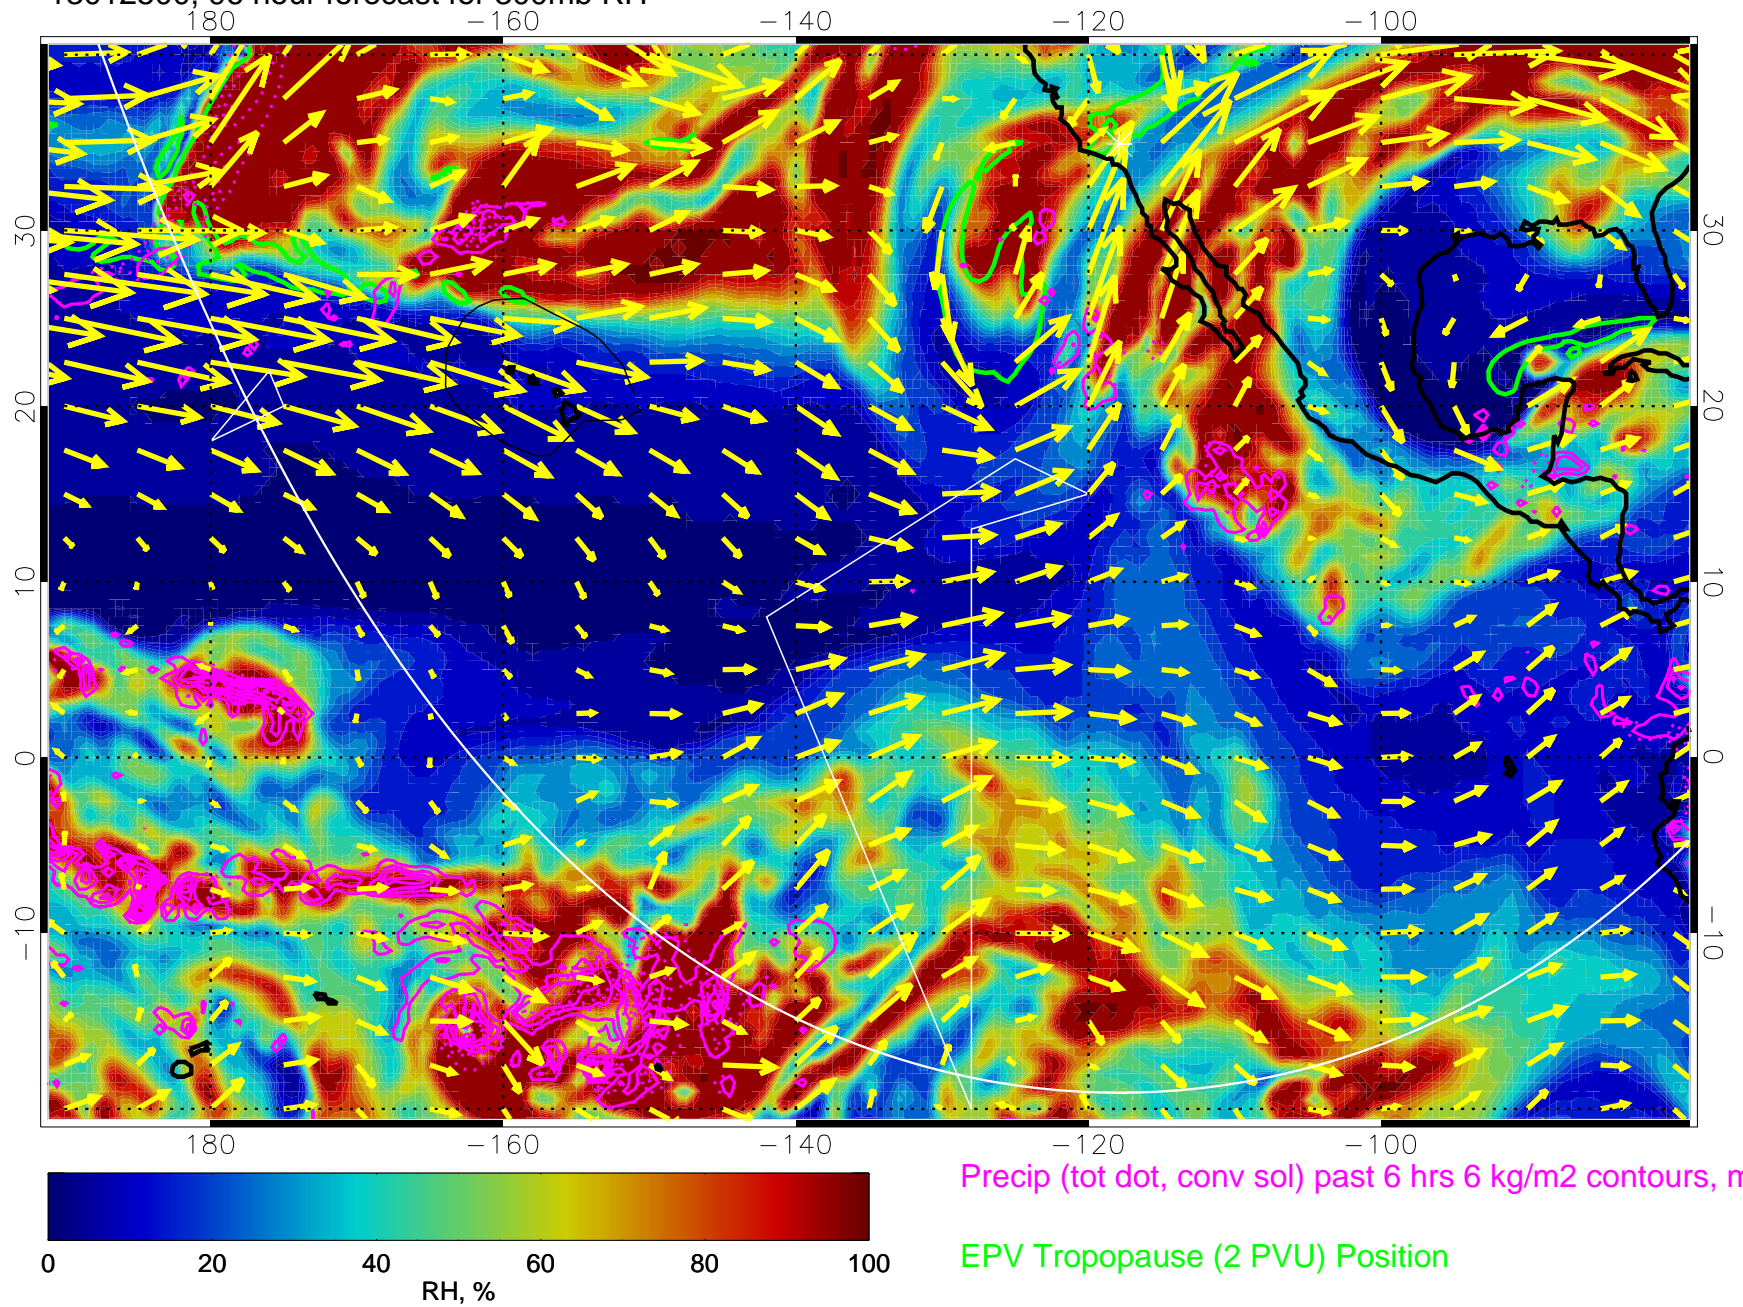 180 −160 −140 −120 −100
30 30
20 20
10 10
0 0
−10 −10
180 −160 −140 −120 −100
Precip (tot dot, conv sol) past 6 hrs 6 kg/m2 contours, m
0 20 40 60 80 100
RH, %
EPV Tropopause (2 PVU) Position